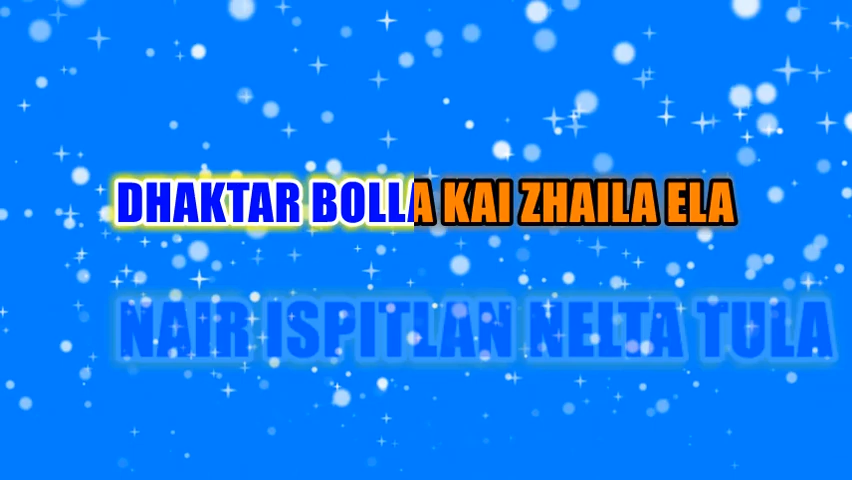 DHAKTAR BOLLA KAI ZHAILA ELA
NAIR ISPITLAN NELTA TULA